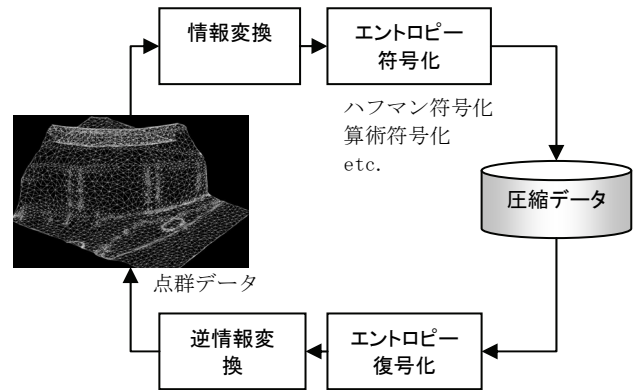 情報変換
エントロピー
符号化
ハフマン符号化
算術符号化
etc.
圧縮データ
点群データ
逆情報変
換
エントロピー
復号化